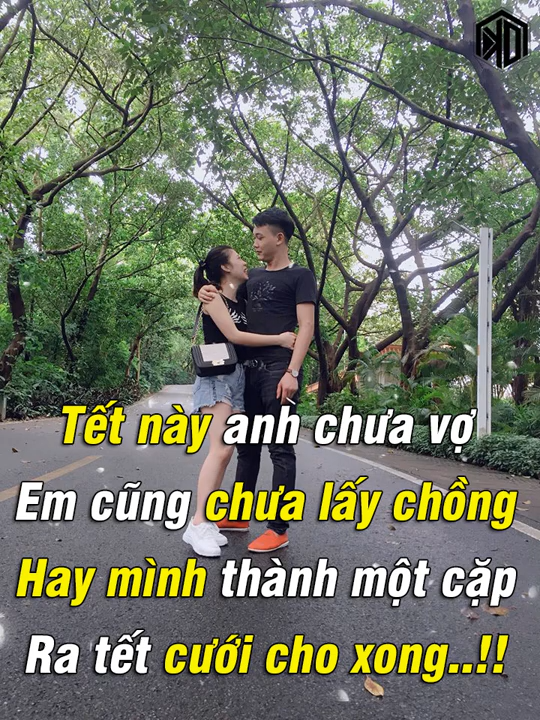 Tết này anh chưa vợ
Em cũng chưa lấy chồng
Hay mình thành một cặp
Ra tết cưới cho xong..!!